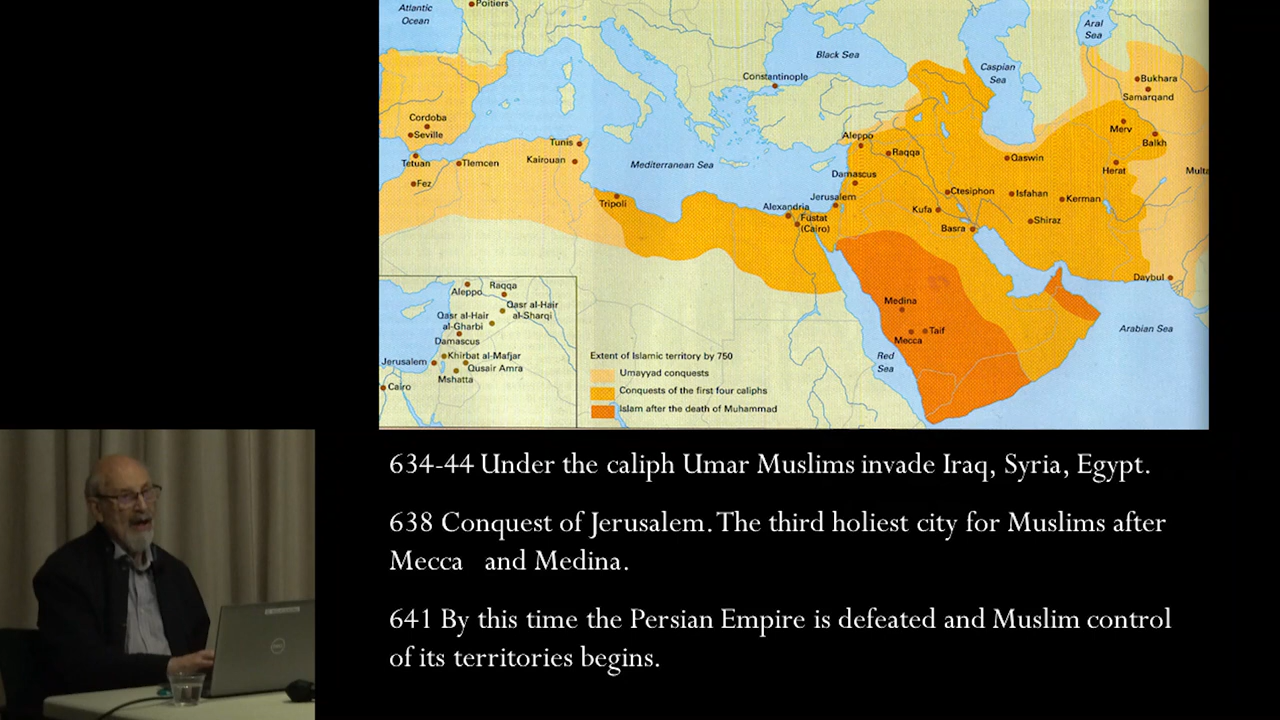 Atlantic
Ocean
Poitiers
Aral
Sea
Black Sea
Caspian
Sea
Constantinople
Bukhara
Samarqand
Cordoba
Seville
Tunis
Aleppo
Merv
Balkh
Tetuan
Tlemcen
Kairouan
Mediterranean Sea
Raqqa
Qaswin
Herat
Multa
Fez
Damascus
Tripoli
Jerusalem
Ctesiphon
Isfahan
Kerman
Alexandria
Fustat
(Cairo)
Kufa
Basra
Shiraz
Daybul
Medina
Mecca
Taif
Red
Sea
Arabian Sea
Aleppo
Raqqa
Qasr al-Hair
al-Sharqi
Qasr al-Hair
al-Gharbi
Damascus
Jerusalem
Khirbat al-Mafjar
Qusair Amra
Mshatta
Cairo
Extent of Islamic territory by 750
Umayyad conquests
Conquests of the first four caliphs
Islam after the death of Muhammad
634-44 Under the caliph Umar Muslims invade Iraq, Syria, Egypt.
638 Conquest of Jerusalem. The third holiest city for Muslims after
Mecca and Medina.
641 By this time the Persian Empire is defeated and Muslim control
of its territories begins.
DELL